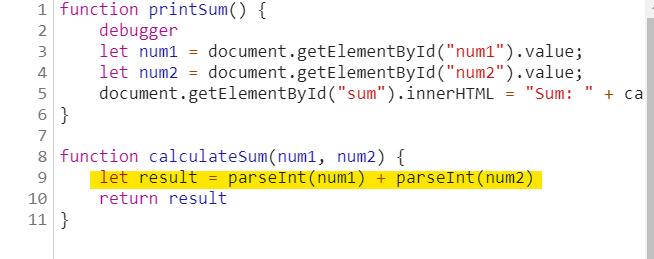 1 function printSum() {
2 debugger
3 let num1 = document.getElementById("num1").value;
4 let num2 = document.getElementById("num2").value;
5 document.getElementById("sum").innerHTML = "Sum: " + ca
6 }
7
8 function calculateSum(num1, num2) {
9 let result = parseInt(num1) + parseInt(num2)
10 return result
11 }